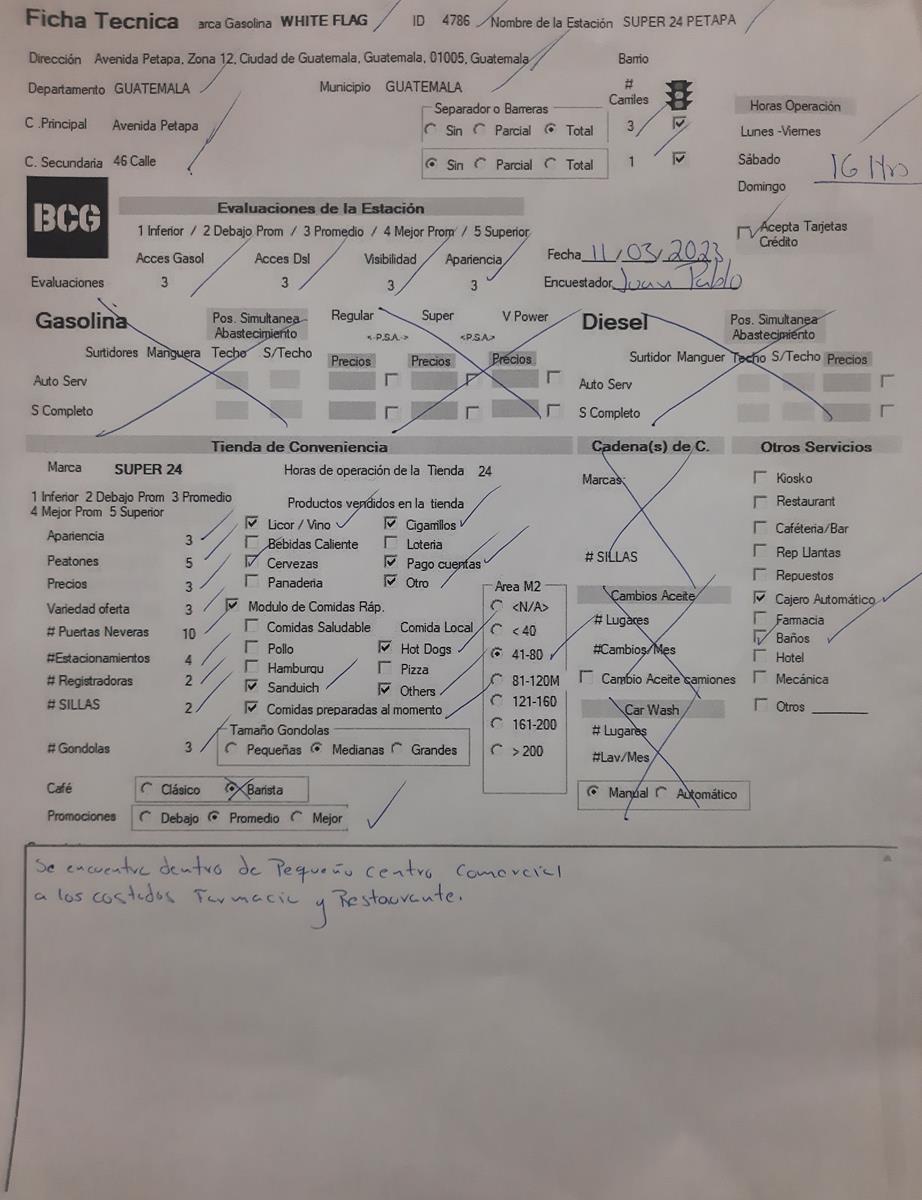 Ficha Tecnica arca Gasolina WHITE FLAG ID 4786 Nombre de la Estación SUPER 24 PETAPA
Dirección Avenida Petapa, Zona 12, Ciudad de Guatemala, Guatemala, 01005, Guatemala Barrio
Departamento GUATEMALA Municipio GUATEMALA # Carriles
Separador o Barreras Horas Operación
C .Principal Avenida Petapa Sin Parcial Total 3 Lunes -Viernes
C. Secundaria 46 Calle Sin Parcial Total 1 Sábado 16 Hrs
Domingo
BCG
Evaluaciones de la Estación
1 Inferior / 2 Debajo Prom / 3 Promedio / 4 Mejor Prom / 5 Superior
Acepta Tarjetas Crédito
Acces Gasol Acces Dsl Visibilidad Apariencia Fecha 11/03/2023
Evaluaciones 3 3 3 3 Encuestador Juan Pablo
Gasolina Pos. Simultanea Abastecimiento Regular Super V Power Diesel Pos. Simultanea Abastecimiento
<-P.S.A.-> <P.S.A>
Surtidores Manguera Techo S/Techo Precios Precios Precios Surtidor Manguer Techo S/Techo Precios
Auto Serv Auto Serv
S Completo S Completo
Tienda de Conveniencia Cadena(s) de C. Otros Servicios
Marca SUPER 24 Horas de operación de la Tienda 24 Marcas: Kiosko
1 Inferior 2 Debajo Prom 3 Promedio
4 Mejor Prom 5 Superior
Productos vendidos en la tienda Restaurant
Apariencia 3 Licor / Vino Cigarrillos Caféteria/Bar
Peatones 5 Bebidas Caliente Loteria # SILLAS Rep Llantas
Precios 3 Cervezas Pago cuentas Repuestos
Variedad oferta 3 Panaderia Otro Area M2 Cambios Aceite Cajero Automático
Modulo de Comidas Ráp. <N/A> # Lugares Farmacia
# Puertas Neveras 10 Comidas Saludable Comida Local < 40 Baños
#Estacionamientos 4 Pollo Hot Dogs 41-80 #Cambios/Mes Hotel
# Registradoras 2 Hamburqu Pizza 81-120M Cambio Aceite camiones Mecánica
# SILLAS 2 Sanduich Others 121-160 Car Wash Otros
Comidas preparadas al momento 161-200 # Lugares
# Gondolas 3 Tamaño Gondolas
Pequeñas Medianas Grandes > 200 #Lav/Mes
Café Clásico Barista Manual Automático
Promociones Debajo Promedio Mejor
Se encuentra dentro de Pequeño centro Comercial
a los costados Farmacia y Restaurante.